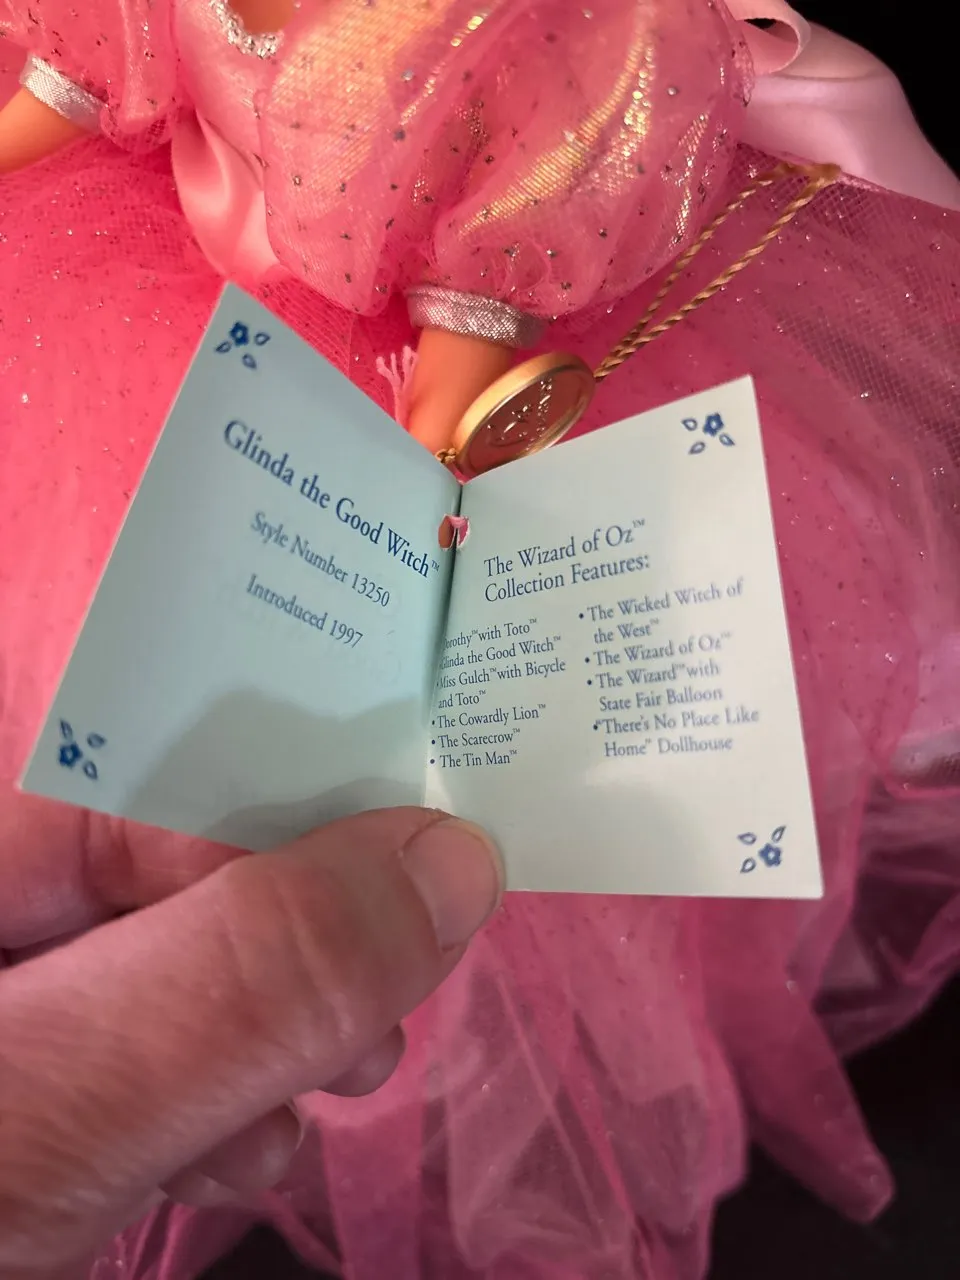 Glinda the Good Witch™
Style Number 13250
Introduced 1997
The Wizard of Oz™
Collection Features:
Dorothy™ with Toto™
Glinda the Good Witch™
• Miss Gulch™ with Bicycle
and Toto™
• The Cowardly Lion™
• The Scarecrow™
• The Tin Man™
• The Wicked Witch of
the West™
• The Wizard of Oz™
• The Wizard™ with
State Fair Balloon
• "There's No Place Like
Home" Dollhouse